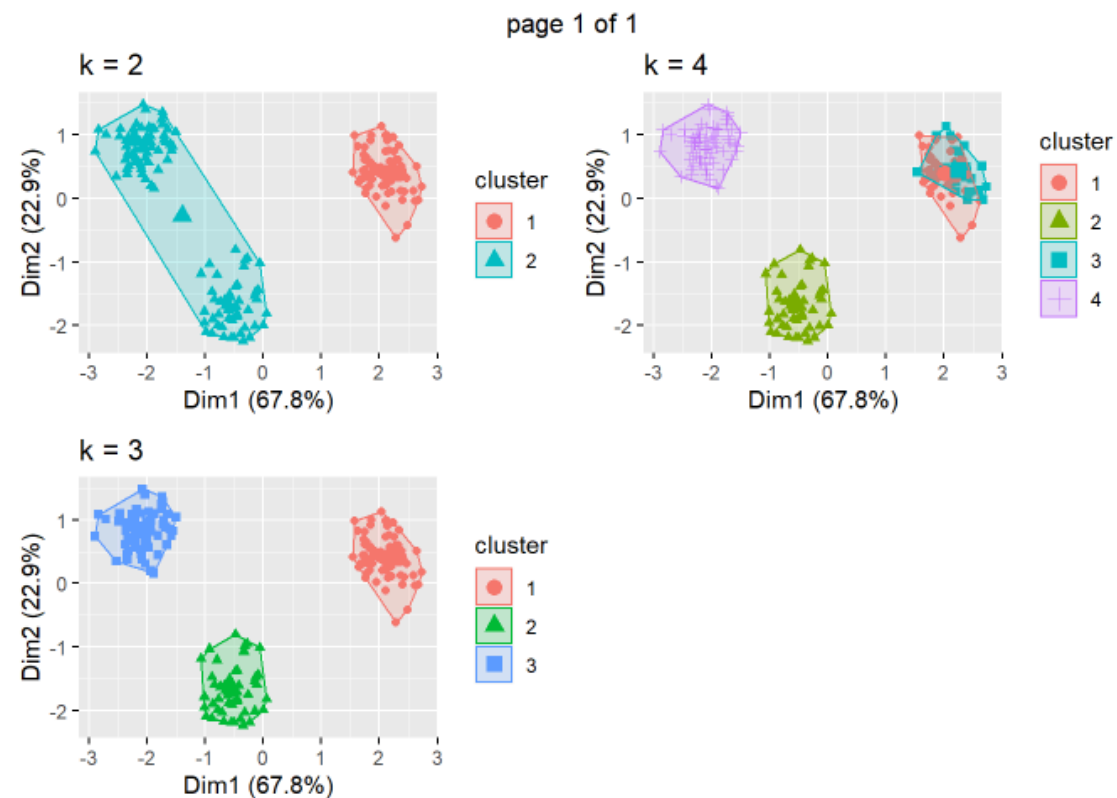 page 1 of 1
k = 2
1
0
-1
-2
Dim2 (22.9%)
-3 -2 -1 0 1 2 3
Dim1 (67.8%)
cluster
1
2
k = 4
1
0
-1
-2
Dim2 (22.9%)
-3 -2 -1 0 1 2 3
Dim1 (67.8%)
cluster
1
2
3
4
k = 3
1
0
-1
-2
Dim2 (22.9%)
-3 -2 -1 0 1 2 3
Dim1 (67.8%)
cluster
1
2
3